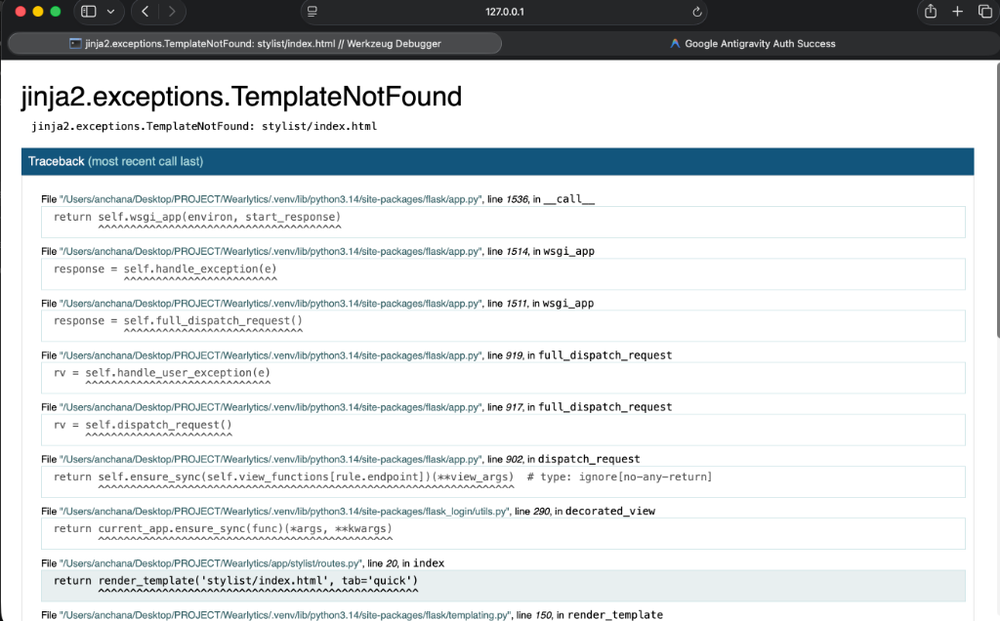 127.0.0.1
jinja2.exceptions.TemplateNotFound: stylist/index.html // Werkzeug Debugger
Google Antigravity Auth Success
jinja2.exceptions.TemplateNotFound
jinja2.exceptions.TemplateNotFound: stylist/index.html
Traceback (most recent call last)
File "/Users/anchana/Desktop/PROJECT/Wearlytics/.venv/lib/python3.14/site-packages/flask/app.py", line 1536, in __call__
return self.wsgi_app(environ, start_response)
^^^^^^^^^^^^^^^^^^^^^^^^^^^^^^^^^^^^^^
File "/Users/anchana/Desktop/PROJECT/Wearlytics/.venv/lib/python3.14/site-packages/flask/app.py", line 1514, in wsgi_app
response = self.handle_exception(e)
^^^^^^^^^^^^^^^^^^^^^^^^
File "/Users/anchana/Desktop/PROJECT/Wearlytics/.venv/lib/python3.14/site-packages/flask/app.py", line 1511, in wsgi_app
response = self.full_dispatch_request()
^^^^^^^^^^^^^^^^^^^^^^^^^^^^
File "/Users/anchana/Desktop/PROJECT/Wearlytics/.venv/lib/python3.14/site-packages/flask/app.py", line 919, in full_dispatch_request
rv = self.handle_user_exception(e)
^^^^^^^^^^^^^^^^^^^^^^^^^^^^^
File "/Users/anchana/Desktop/PROJECT/Wearlytics/.venv/lib/python3.14/site-packages/flask/app.py", line 917, in full_dispatch_request
rv = self.dispatch_request()
^^^^^^^^^^^^^^^^^^^^^^^
File "/Users/anchana/Desktop/PROJECT/Wearlytics/.venv/lib/python3.14/site-packages/flask/app.py", line 902, in dispatch_request
return self.ensure_sync(self.view_functions[rule.endpoint])(**view_args)  # type: ignore[no-any-return]
^^^^^^^^^^^^^^^^^^^^^^^^^^^^^^^^^^^^^^^^^^^^^^^^^^^^^^^^^^^^^^^^^
File "/Users/anchana/Desktop/PROJECT/Wearlytics/.venv/lib/python3.14/site-packages/flask_login/utils.py", line 290, in decorated_view
return current_app.ensure_sync(func)(*args, **kwargs)
^^^^^^^^^^^^^^^^^^^^^^^^^^^^^^^^^^^^^^^^^^^^^^
File "/Users/anchana/Desktop/PROJECT/Wearlytics/app/stylist/routes.py", line 20, in index
return render_template('stylist/index.html', tab='quick')
^^^^^^^^^^^^^^^^^^^^^^^^^^^^^^^^^^^^^^^^^^^^^^^^^^
File "/Users/anchana/Desktop/PROJECT/Wearlytics/.venv/lib/python3.14/site-packages/flask/templating.py", line 150, in render_template